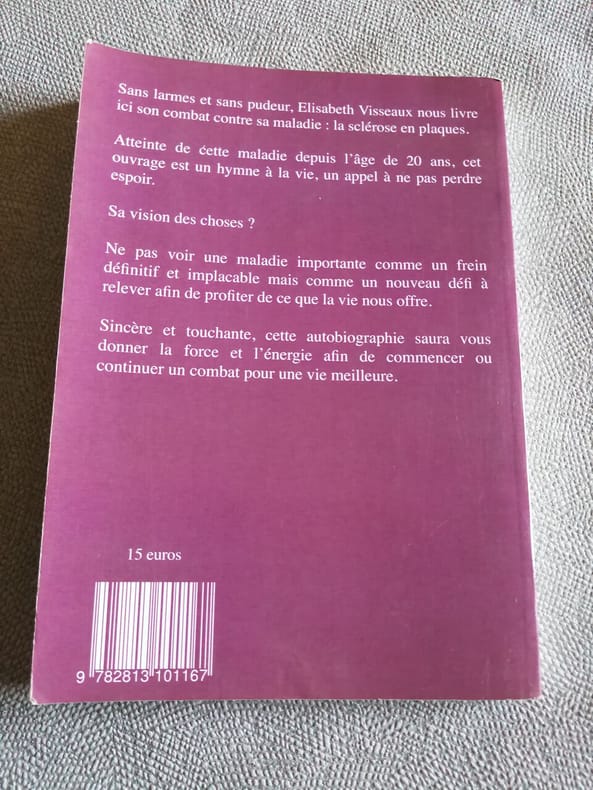 Sans larmes et sans pudeur, Elisabeth Visseaux nous livre
ici son combat contre sa maladie : la sclérose en plaques.
Atteinte de cette maladie depuis l'âge de 20 ans, cet
ouvrage est un hymne à la vie, un appel à ne pas perdre
espoir.
Sa vision des choses ?
Ne pas voir une maladie importante comme un frein
définitif et implacable mais comme un nouveau défi à
relever afin de profiter de ce que la vie nous offre.
Sincère et touchante, cette autobiographie saura vous
donner la force et l'énergie afin de commencer ou
continuer un combat pour une vie meilleure.
15 euros
9 782813 101167